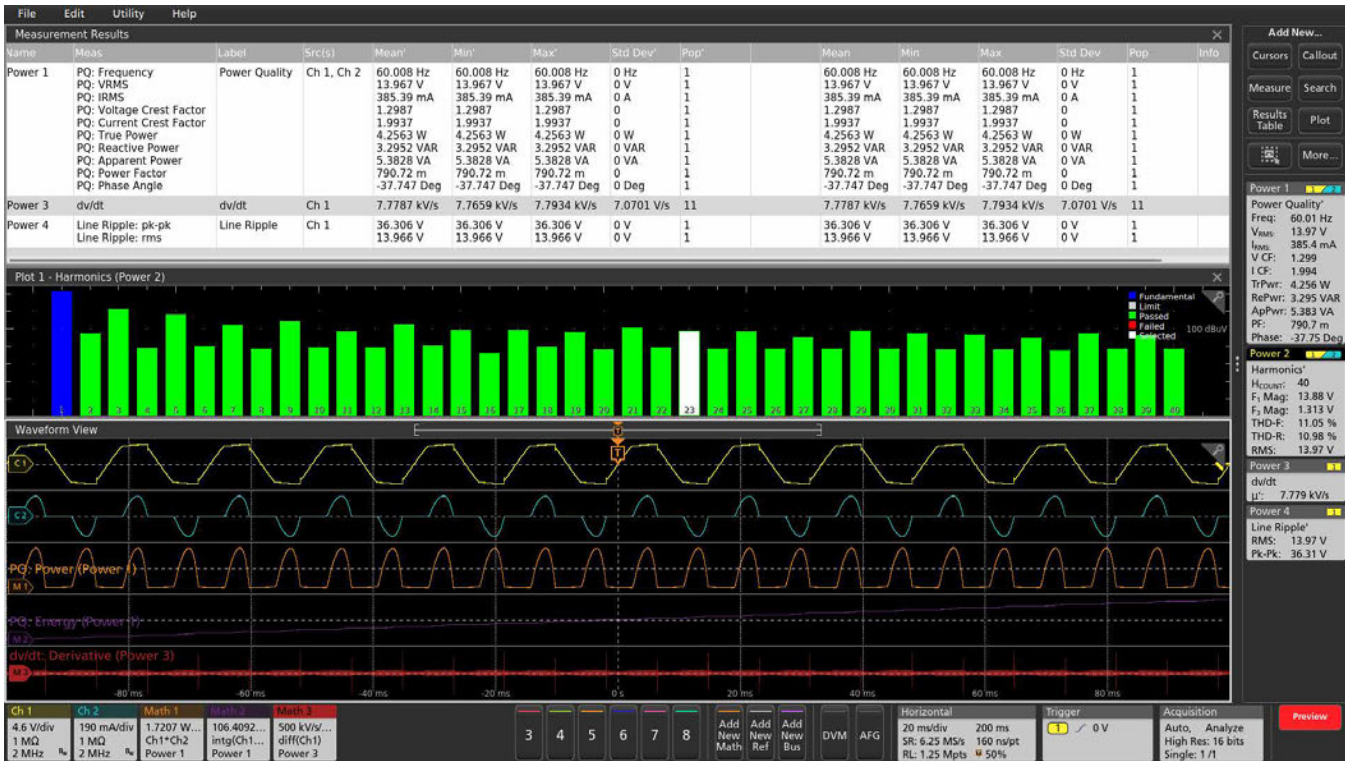 File Edit Utility Help
Measurement Results
Name Meas Label Src(s) Mean' Min' Max' Std Dev' Pop' Mean Min Max Std Dev Pop Info
Power 1 PQ: Frequency Power Quality Ch 1, Ch 2 60.008 Hz 60.008 Hz 60.008 Hz 0 Hz 1 60.008 Hz 60.008 Hz 60.008 Hz 0 Hz 1
PQ: VRMS 13.967 V 13.967 V 13.967 V 0 V 1 13.967 V 13.967 V 13.967 V 0 V 1
PQ: IRMS 385.39 mA 385.39 mA 385.39 mA 0 A 1 385.39 mA 385.39 mA 385.39 mA 0 A 1
PQ: Voltage Crest Factor 1.2987 1.2987 1.2987 0 1 1.2987 1.2987 1.2987 0 1
PQ: Current Crest Factor 1.9937 1.9937 1.9937 0 1 1.9937 1.9937 1.9937 0 1
PQ: True Power 4.2563 W 4.2563 W 4.2563 W 0 W 1 4.2563 W 4.2563 W 4.2563 W 0 W 1
PQ: Reactive Power 3.2952 VAR 3.2952 VAR 3.2952 VAR 0 VAR 1 3.2952 VAR 3.2952 VAR 3.2952 VAR 0 VAR 1
PQ: Apparent Power 5.3828 VA 5.3828 VA 5.3828 VA 0 VA 1 5.3828 VA 5.3828 VA 5.3828 VA 0 VA 1
PQ: Power Factor 790.72 m 790.72 m 790.72 m 0 1 790.72 m 790.72 m 790.72 m 0 1
PQ: Phase Angle -37.747 Deg -37.747 Deg -37.747 Deg 0 Deg 1 -37.747 Deg -37.747 Deg -37.747 Deg 0 Deg 1
Power 3 dv/dt dv/dt Ch 1 7.7787 kV/s 7.7659 kV/s 7.7934 kV/s 7.0701 V/s 11 7.7787 kV/s 7.7659 kV/s 7.7934 kV/s 7.0701 V/s 11
Power 4 Line Ripple: pk-pk Line Ripple Ch 1 36.306 V 36.306 V 36.306 V 0 V 1 36.306 V 36.306 V 36.306 V 0 V 1
Line Ripple: rms 13.966 V 13.966 V 13.966 V 0 V 1 13.966 V 13.966 V 13.966 V 0 V 1
Plot 1 - Harmonics (Power 2)
Fundamental
Limit
Passed
Failed
Selected
100 dBuV
1 2 3 4 5 6 7 8 9 10 11 12 13 14 15 16 17 18 19 20 21 22 23 24 25 26 27 28 29 30 31 32 33 34 35 36 37 38 39 40
Waveform View
T
T
C 1
C 2
PQ: Power (Power 1)
M 1
PQ: Energy (Power 1)
M 2
dv/dt: Derivative (Power 3)
M 3
-80 ms -60 ms -40 ms -20 ms 0 s 20 ms 40 ms 60 ms 80 ms
Add New...
Cursors Callout
Measure Search
Results Table Plot
More...
Power 1 1 2
Power Quality'
Freq: 60.01 Hz
VRMS: 13.97 V
IRMS: 385.4 mA
V CF: 1.299
I CF: 1.994
TrPwr: 4.256 W
RePwr: 3.295 VAR
ApPwr: 5.383 VA
PF: 790.7 m
Phase: -37.75 Deg
Power 2 1 2
Harmonics'
HCOUNT: 40
F₁ Mag: 13.88 V
F₃ Mag: 1.313 V
THD-F: 11.05 %
THD-R: 10.98 %
RMS: 13.97 V
Power 3 1
dv/dt
µ': 7.779 kV/s
Power 4 1
Line Ripple'
RMS: 13.97 V
Pk-Pk: 36.31 V
Ch 1
4.6 V/div
1 MΩ
2 MHz
Ch 2
190 mA/div
1 MΩ
2 MHz
Math 1
1.7207 W...
Ch1*Ch2
Power 1
Math 2
106.4092...
intg(Ch1...
Power 1
Math 3
500 kV/s/...
diff(Ch1)
Power 3
3 4 5 6 7 8
Add New Math
Add New Ref
Add New Bus
DVM AFG
Horizontal
20 ms/div 200 ms
SR: 6.25 MS/s 160 ns/pt
RL: 1.25 Mpts 50%
Trigger
1 0 V
Acquisition
Auto, Analyze
High Res: 16 bits
Single: 1/1
Preview